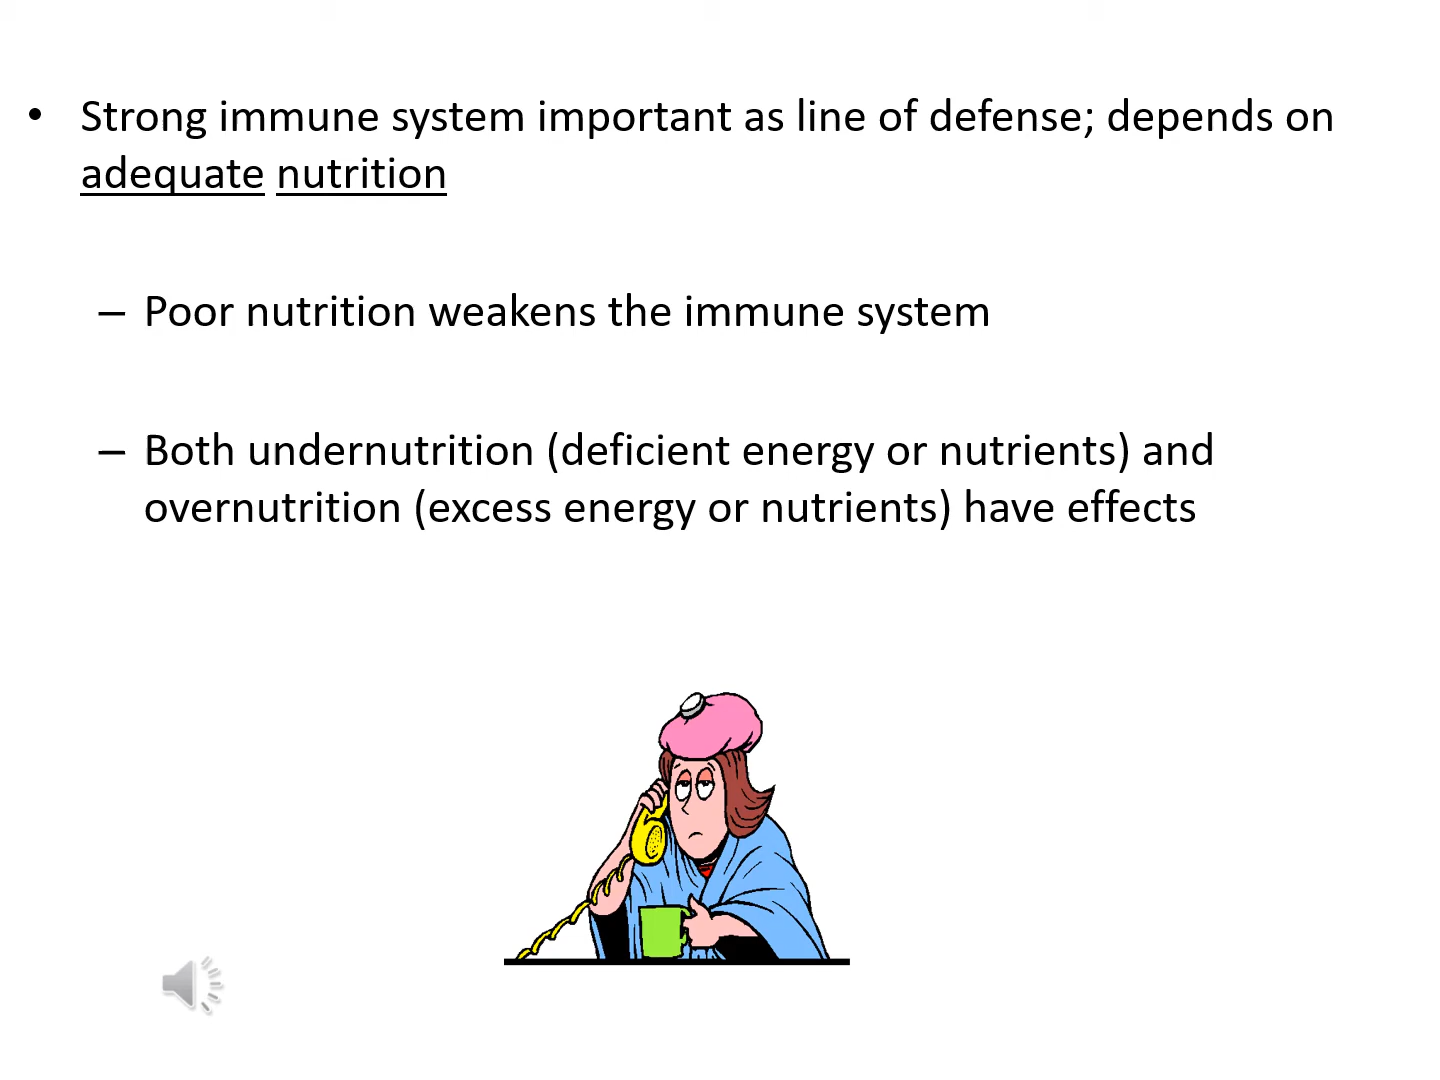 • Strong immune system important as line of defense; depends on
adequate nutrition
– Poor nutrition weakens the immune system
– Both undernutrition (deficient energy or nutrients) and
overnutrition (excess energy or nutrients) have effects